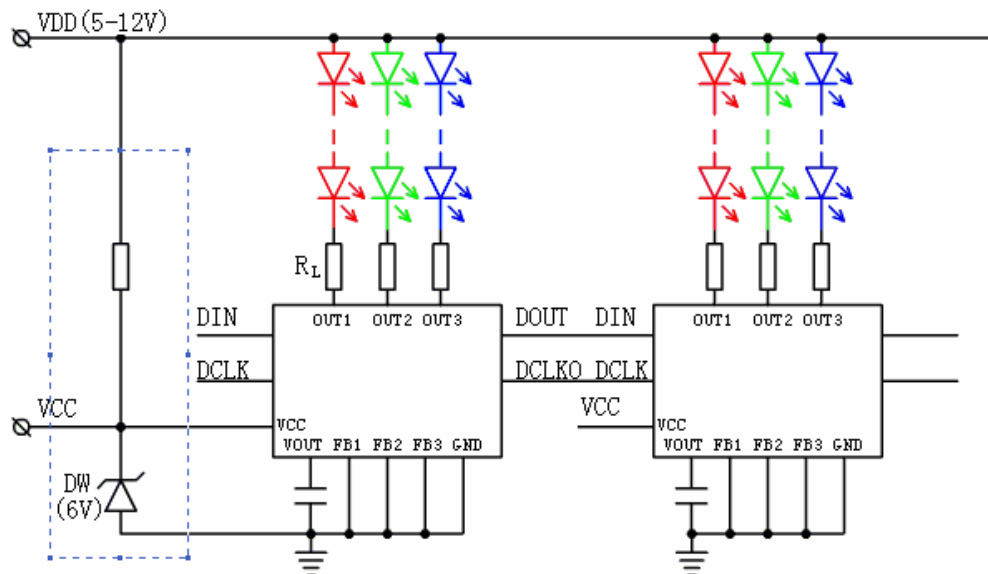 VDD(5-12V)
RL
DIN
OUT1 OUT2 OUT3
DOUT
DIN
OUT1 OUT2 OUT3
DCLK
DCLKO
DCLK
VCC
VCC
VCC
VCC
VOUT FB1 FB2 FB3 GND
VOUT FB1 FB2 FB3 GND
DW
(6V)